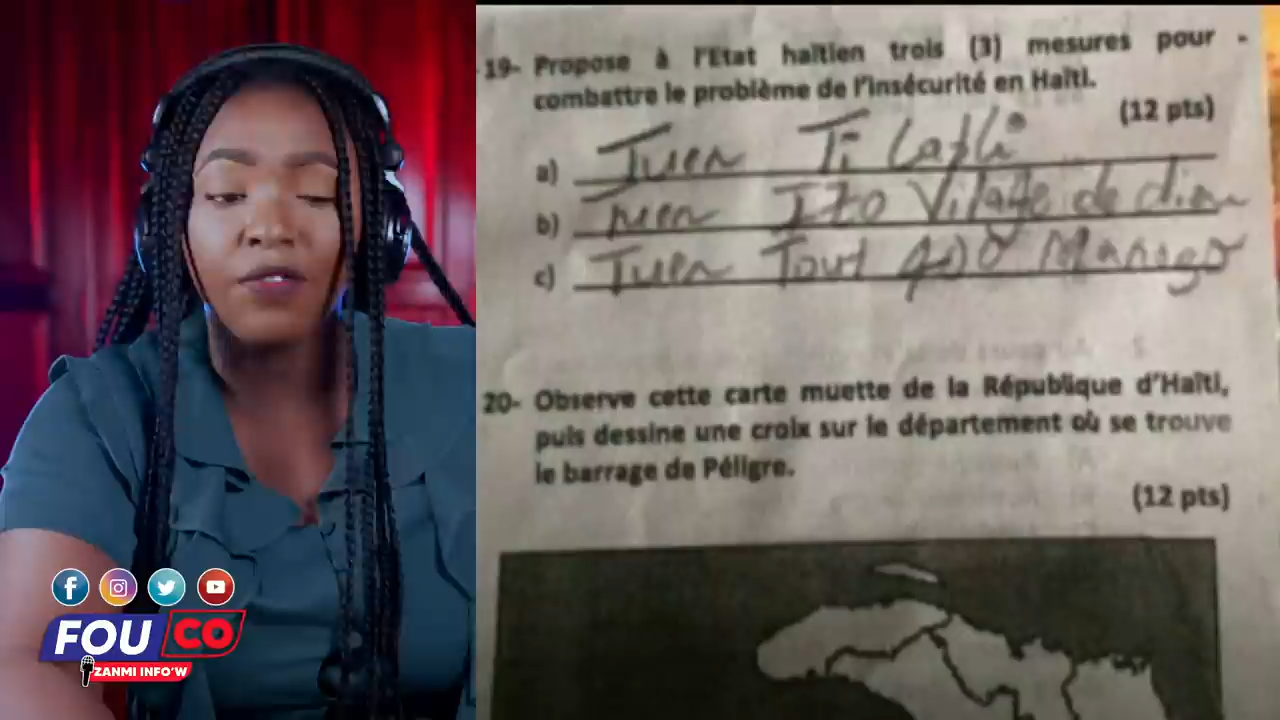 19- Propose à l'Etat haïtien trois (3) mesures pour -
combattre le problème de l'insécurité en Haïti.
(12 pts)
a) Tuer Ti Lapli
b) Tuer Izo Vilage de dieu
c) Tuer Tout 400 Manozo
20- Observe cette carte muette de la République d'Haïti,
puis dessine une croix sur le département où se trouve
le barrage de Péligre.
(12 pts)
FOU CO
ZANMI INFO'W